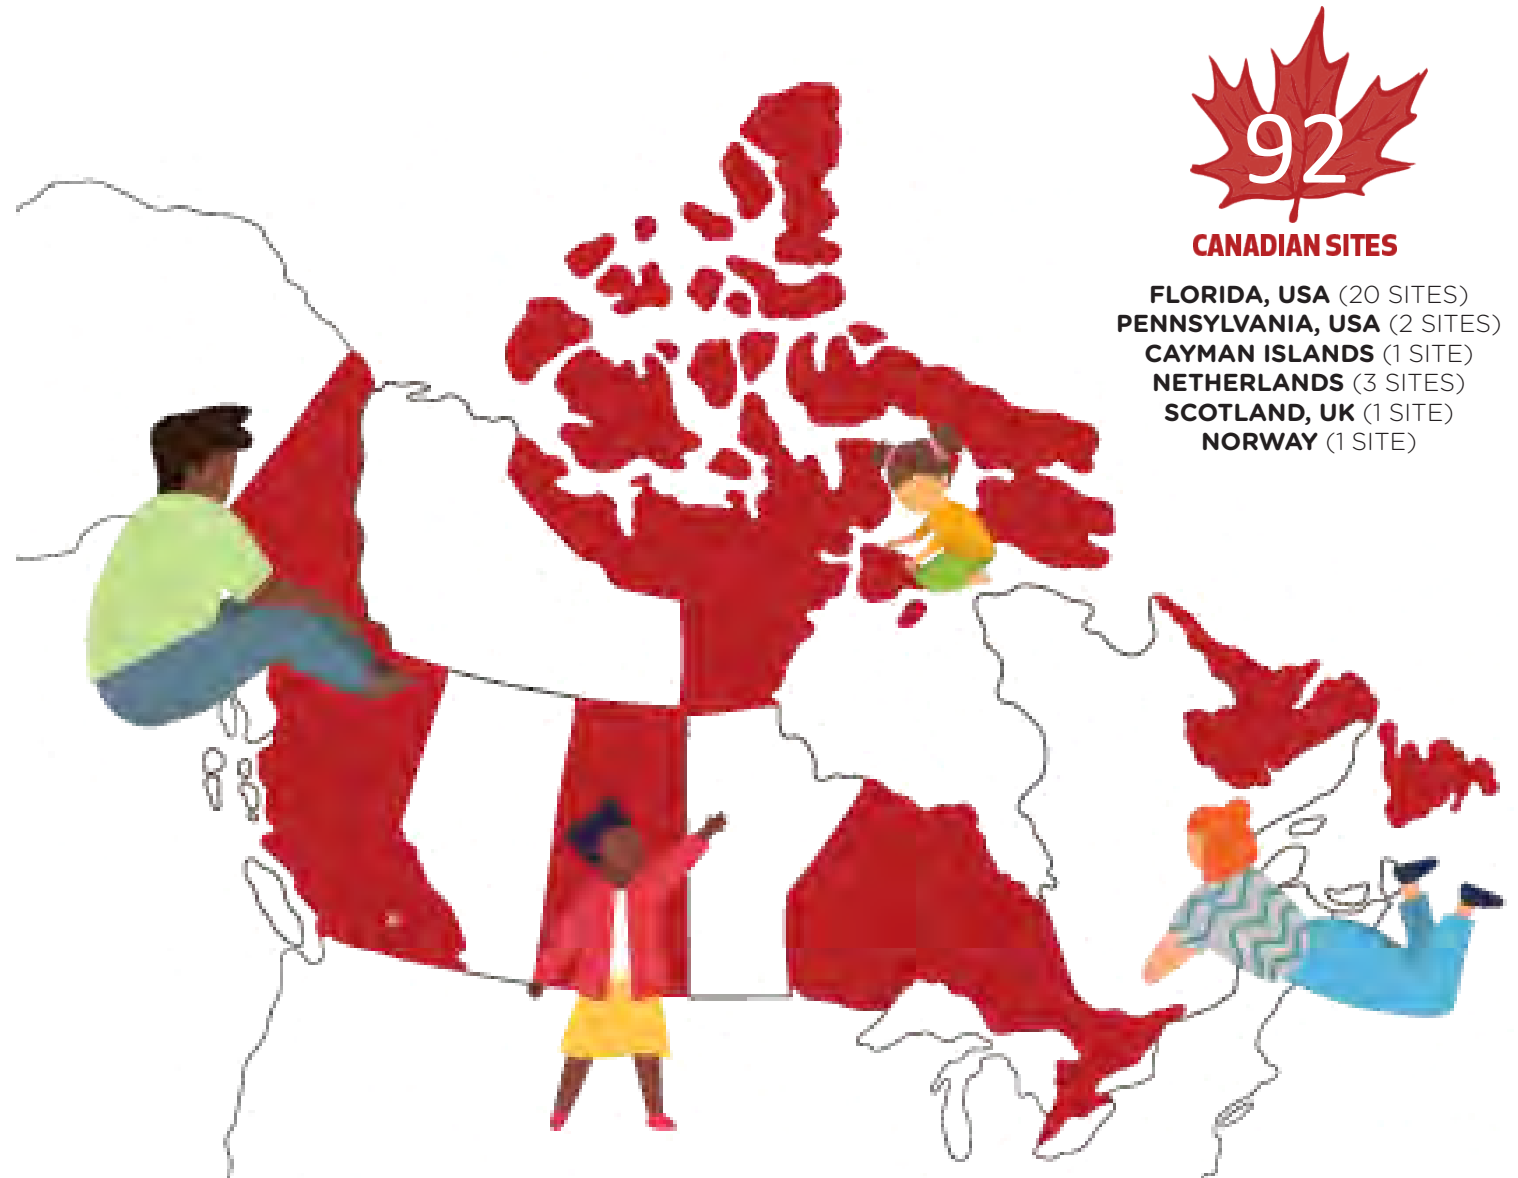 92
CANADIAN SITES
FLORIDA, USA (20 SITES)
PENNSYLVANIA, USA (2 SITES)
CAYMAN ISLANDS (1 SITE)
NETHERLANDS (3 SITES)
SCOTLAND, UK (1 SITE)
NORWAY (1 SITE)